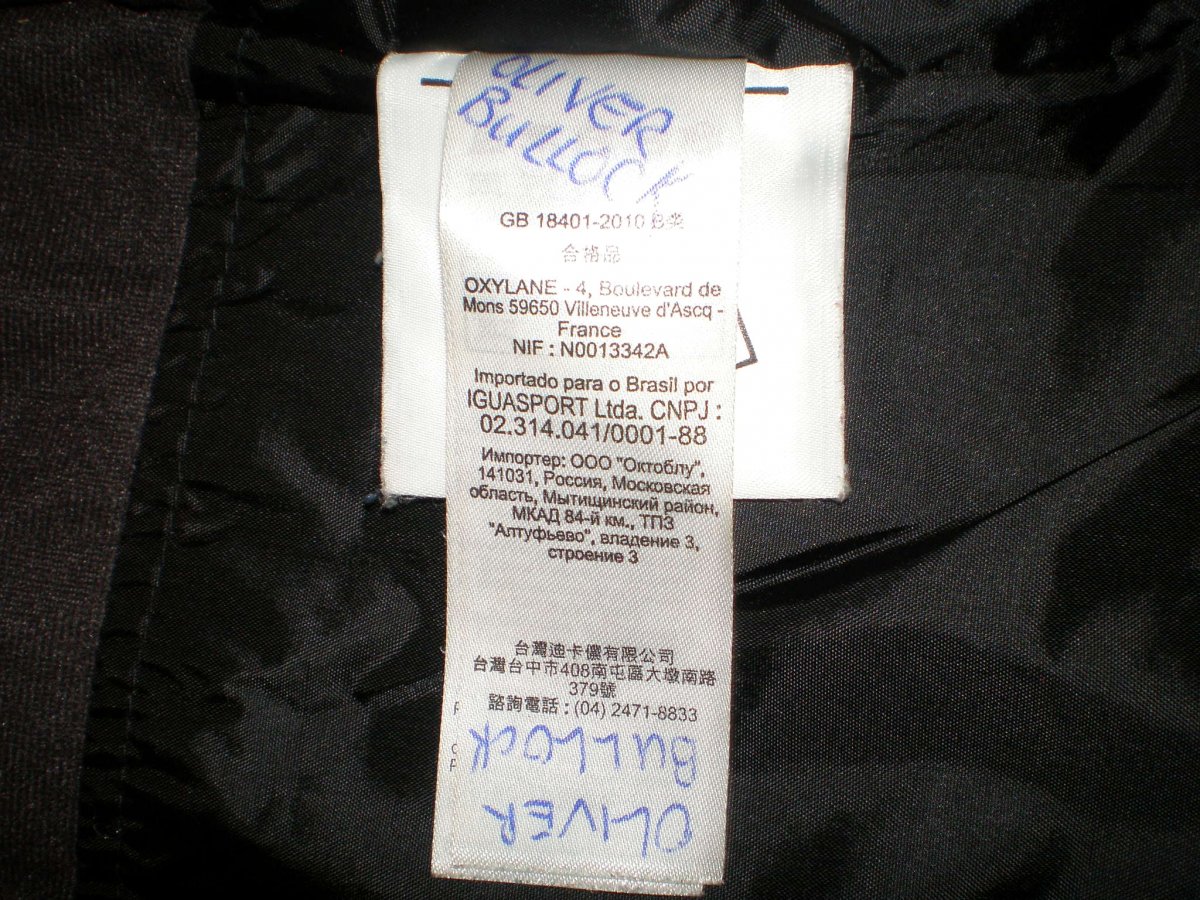 OLIVER
BULLOCK
GB 18401-2010 B类
合格品
OXYLANE - 4, Boulevard de
Mons 59650 Villeneuve d'Ascq -
France
NIF : N0013342A
Importado para o Brasil por
IGUASPORT Ltda. CNPJ :
02.314.041/0001-88
Импортер: ООО "Октоблу",
141031, Россия, Московская
область, Мытищинский район,
МКАД 84-й км., ТПЗ
"Алтуфьево", владение 3,
строение 3
台灣迪卡儂有限公司
台灣台中市408南屯區大墩南路
379號
諮詢電話 : (04) 2471-8833
OLIVER
BULLOCK